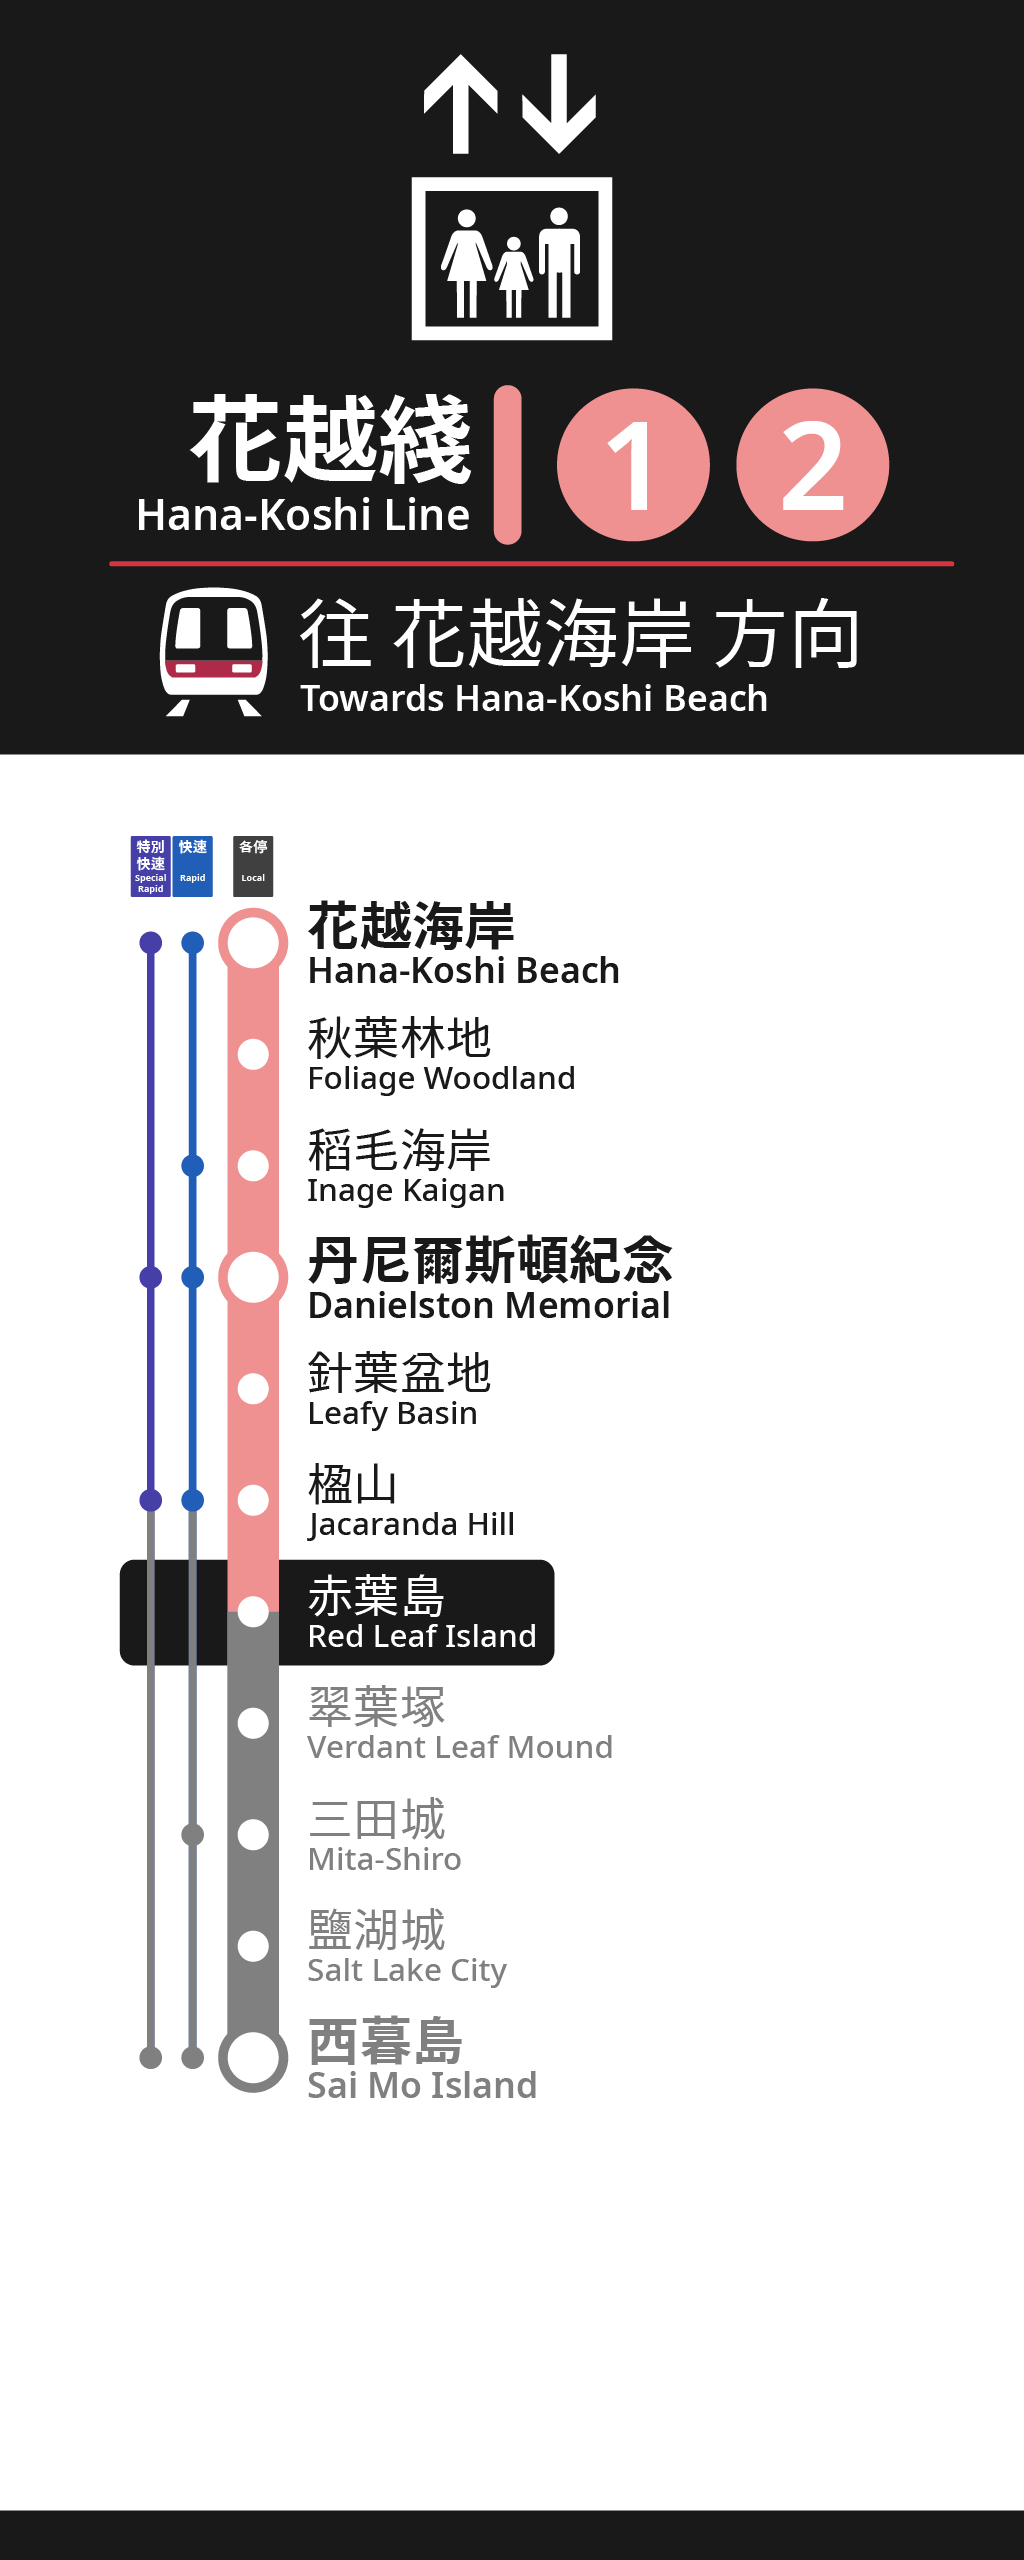 花越綫
Hana-Koshi Line
1 2
往 花越海岸 方向
Towards Hana-Koshi Beach
特別
快速
Special
Rapid
快速
Rapid
各停
Local
花越海岸
Hana-Koshi Beach
秋葉林地
Foliage Woodland
稻毛海岸
Inage Kaigan
丹尼爾斯頓紀念
Danielston Memorial
針葉盆地
Leafy Basin
楹山
Jacaranda Hill
赤葉島
Red Leaf Island
翠葉塚
Verdant Leaf Mound
三田城
Mita-Shiro
鹽湖城
Salt Lake City
西暮島
Sai Mo Island